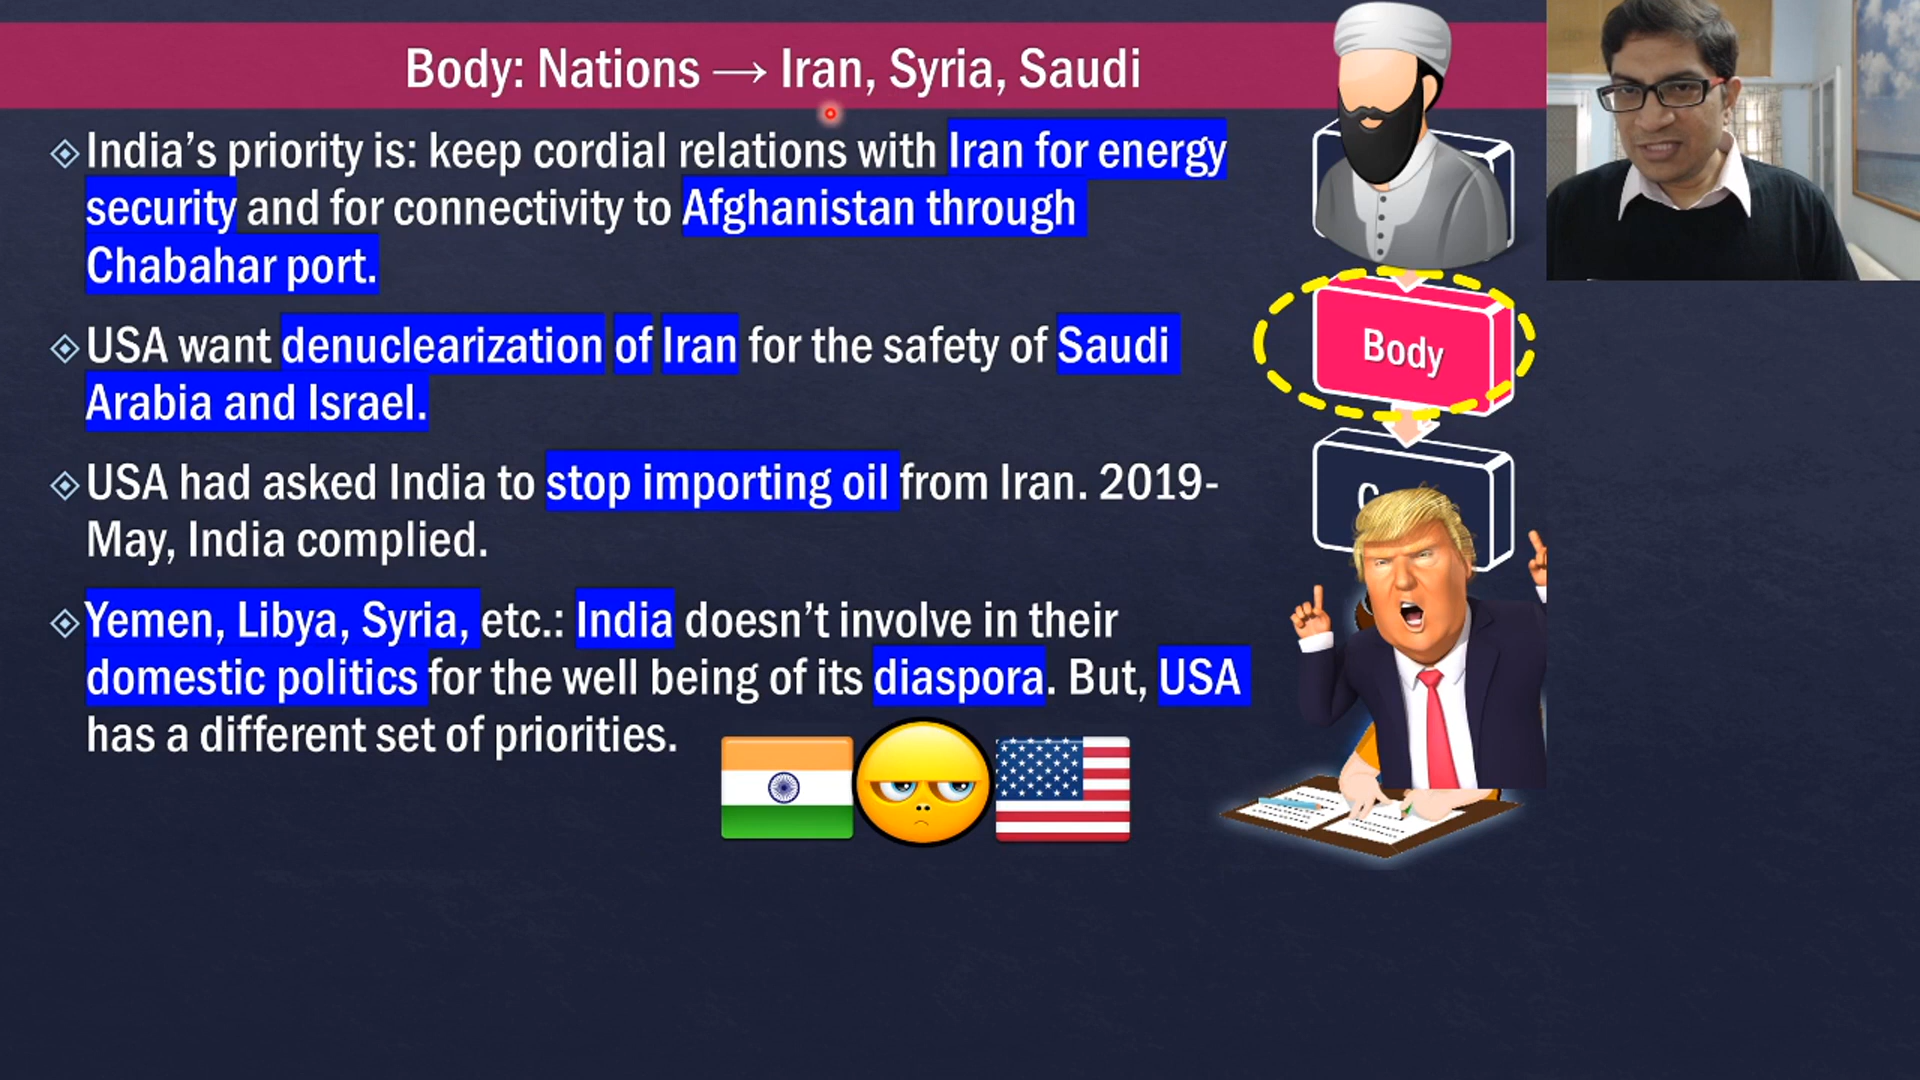 Body: Nations → Iran, Syria, Saudi
India's priority is: keep cordial relations with Iran for energy
security and for connectivity to Afghanistan through
Chabahar port.
USA want denuclearization of Iran for the safety of Saudi
Arabia and Israel.
USA had asked India to stop importing oil from Iran. 2019-
May, India complied.
Yemen, Libya, Syria, etc.: India doesn't involve in their
domestic politics for the well being of its diaspora. But, USA
has a different set of priorities.
Body